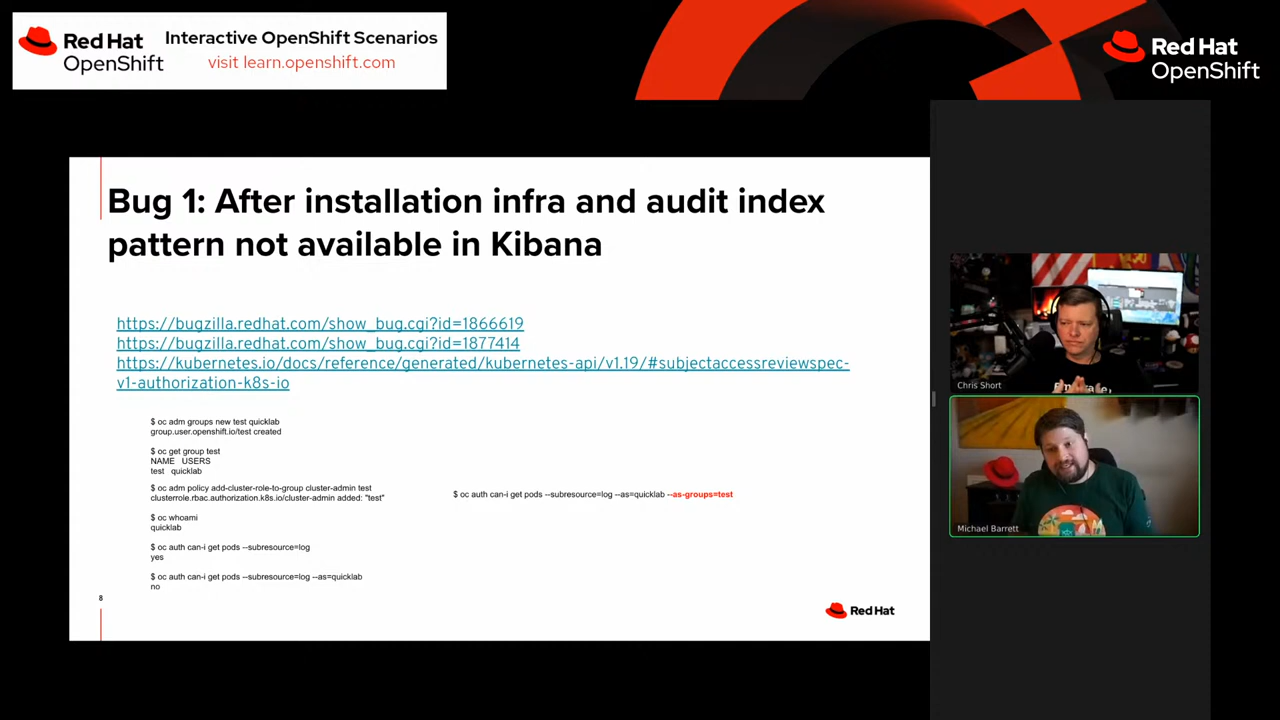 Red Hat
OpenShift
Interactive OpenShift Scenarios
visit learn.openshift.com
Red Hat
OpenShift
Bug 1: After installation infra and audit index
pattern not available in Kibana
https://bugzilla.redhat.com/show_bug.cgi?id=1866619
https://bugzilla.redhat.com/show_bug.cgi?id=1877414
https://kubernetes.io/docs/reference/generated/kubernetes-api/v1.19/#subjectaccessreviewspec-
v1-authorization-k8s-io
$ oc adm groups new test quicklab
group.user.openshift.io/test created
$ oc get group test
NAME USERS
test quicklab
$ oc adm policy add-cluster-role-to-group cluster-admin test
clusterrole.rbac.authorization.k8s.io/cluster-admin added: "test"
$ oc whoami
quicklab
$ oc auth can-i get pods --subresource=log
yes
$ oc auth can-i get pods --subresource=log --as=quicklab
no
$ oc auth can-i get pods --subresource=log --as=quicklab --as-groups=test
8
Red Hat
Chris Short
Michael Barrett